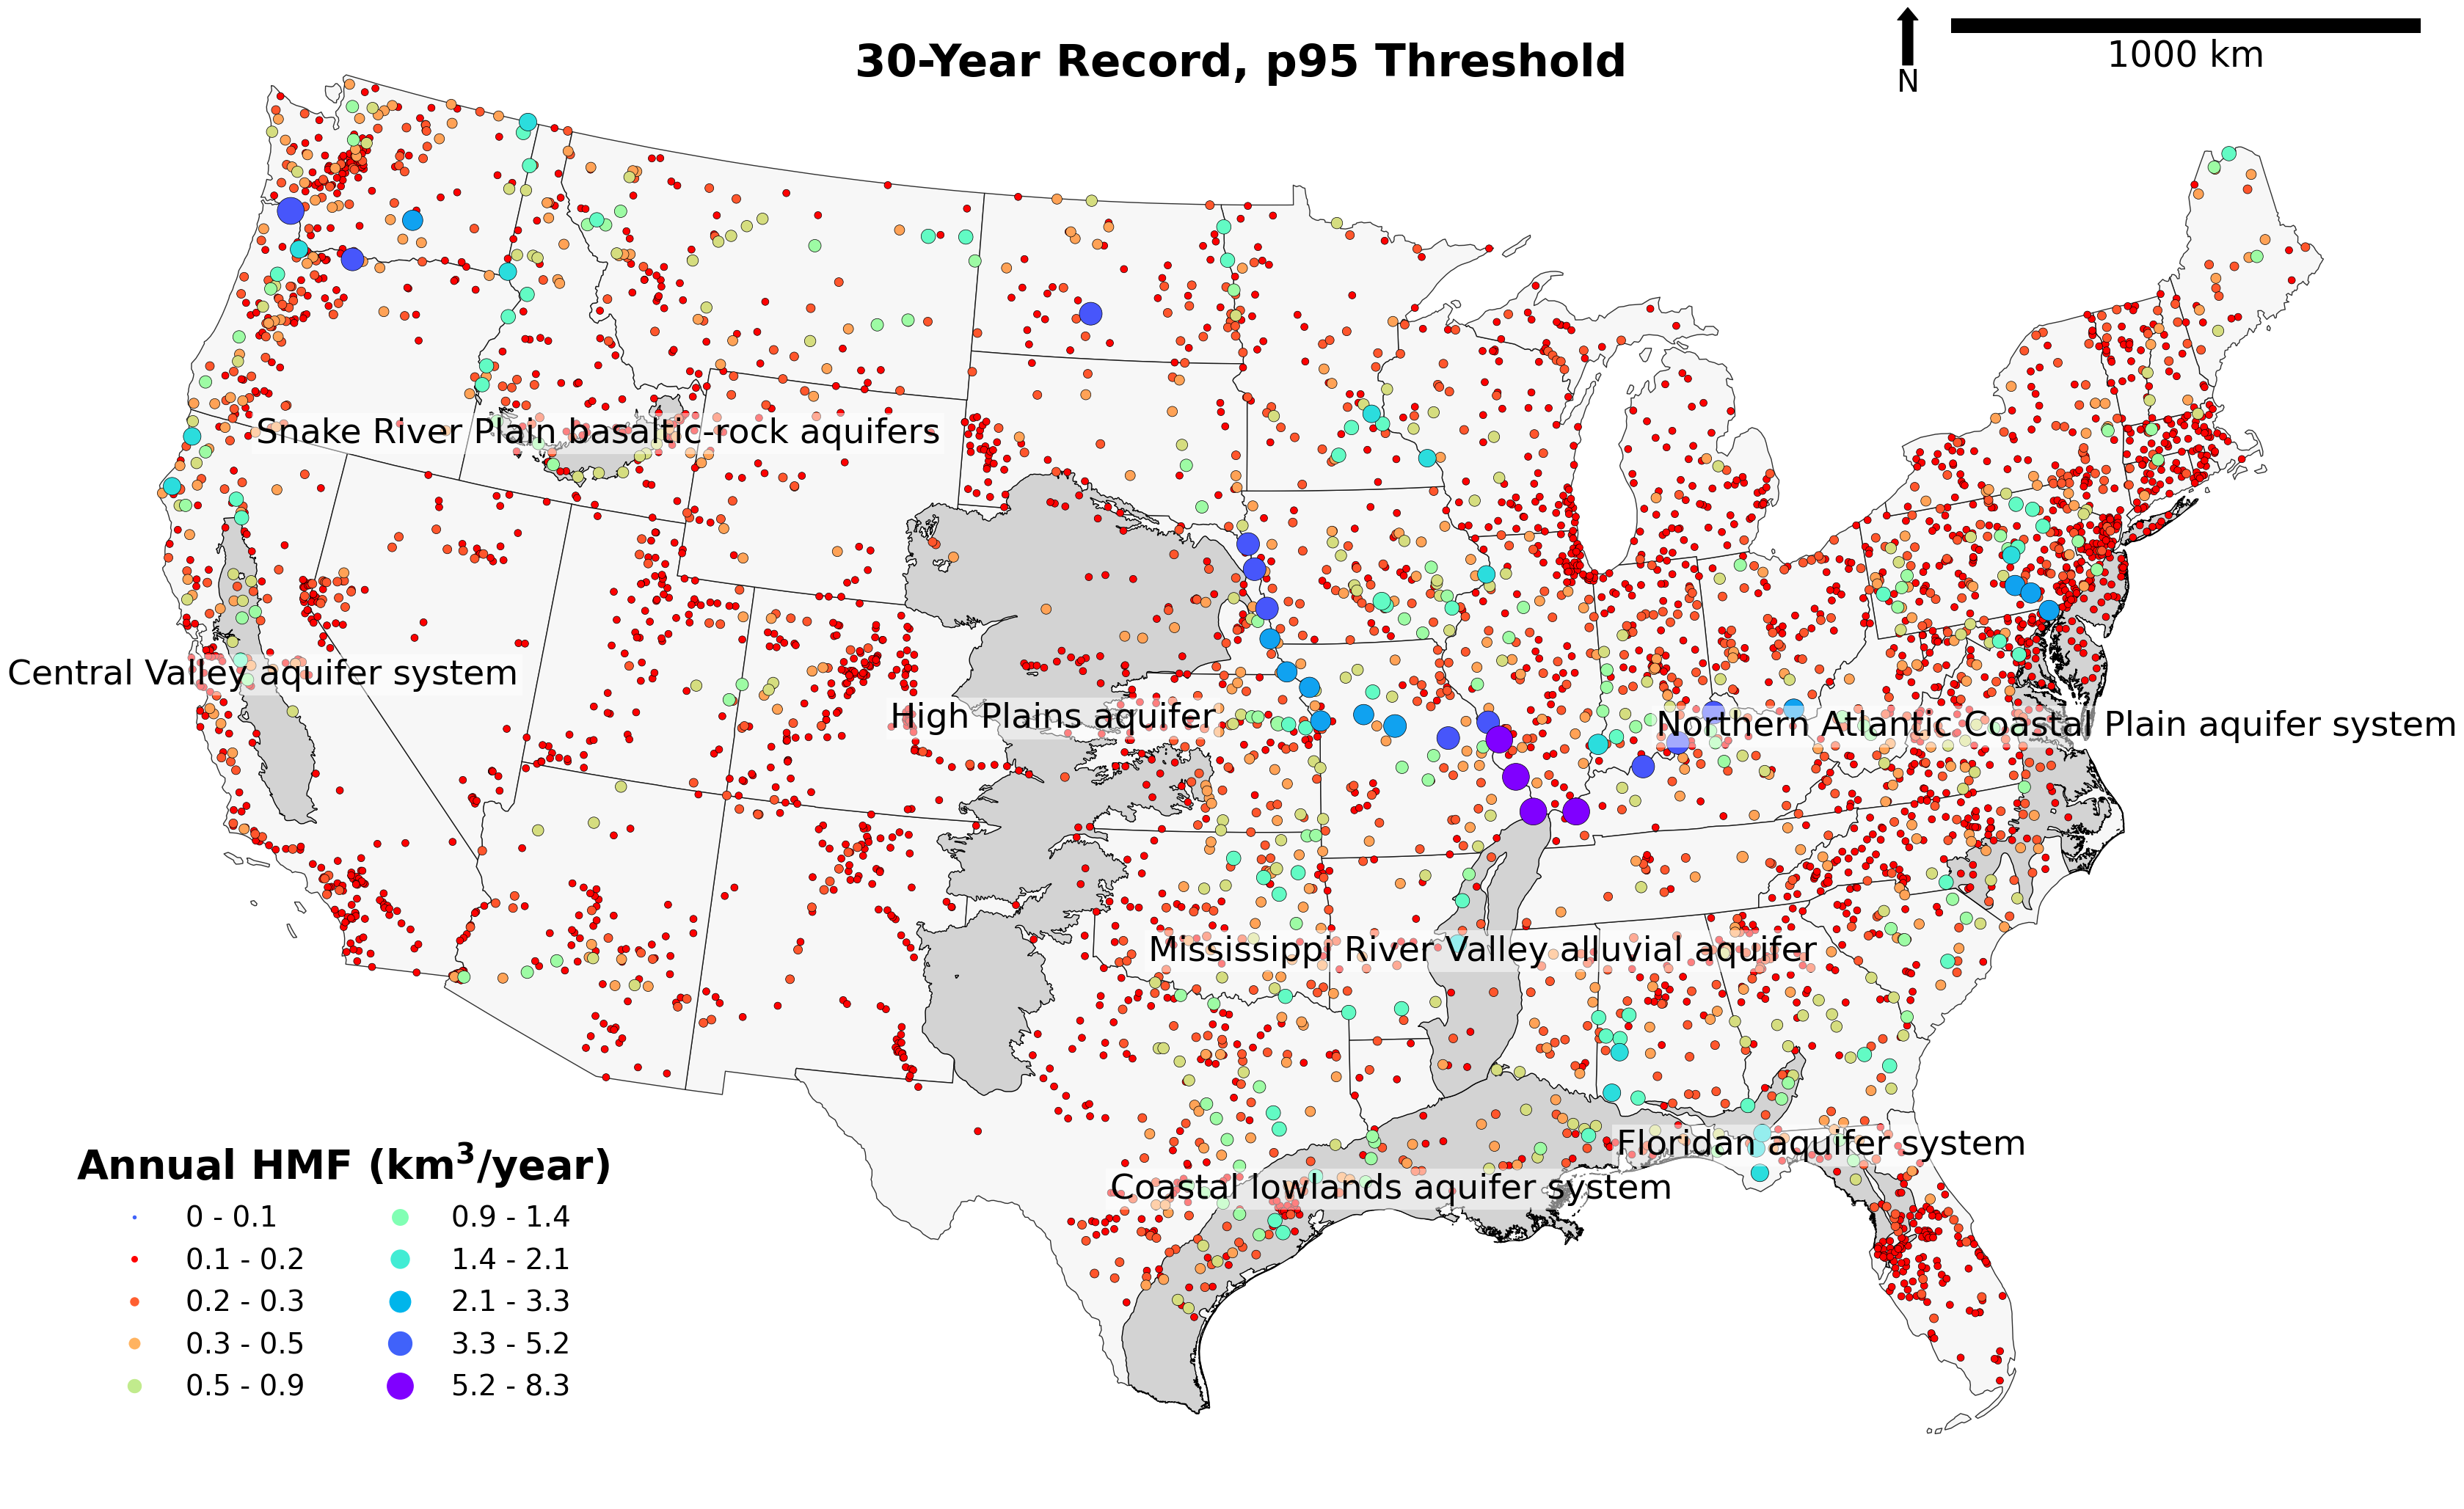 30-Year Record, p95 Threshold
N
1000 km
Snake River Plain basaltic-rock aquifers
Central Valley aquifer system
High Plains aquifer
Northern Atlantic Coastal Plain aquifer system
Mississippi River Valley alluvial aquifer
Floridan aquifer system
Coastal lowlands aquifer system
Annual HMF (km³/year)
0 - 0.1
0.1 - 0.2
0.2 - 0.3
0.3 - 0.5
0.5 - 0.9
0.9 - 1.4
1.4 - 2.1
2.1 - 3.3
3.3 - 5.2
5.2 - 8.3